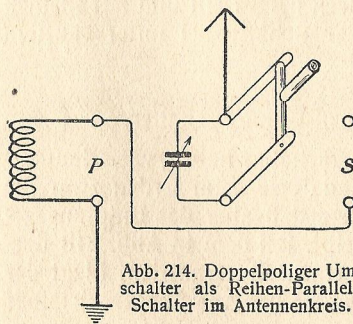 P
S
Abb. 214. Doppelpoliger Um
schalter als Reihen-Parallel
Schalter im Antennenkreis.